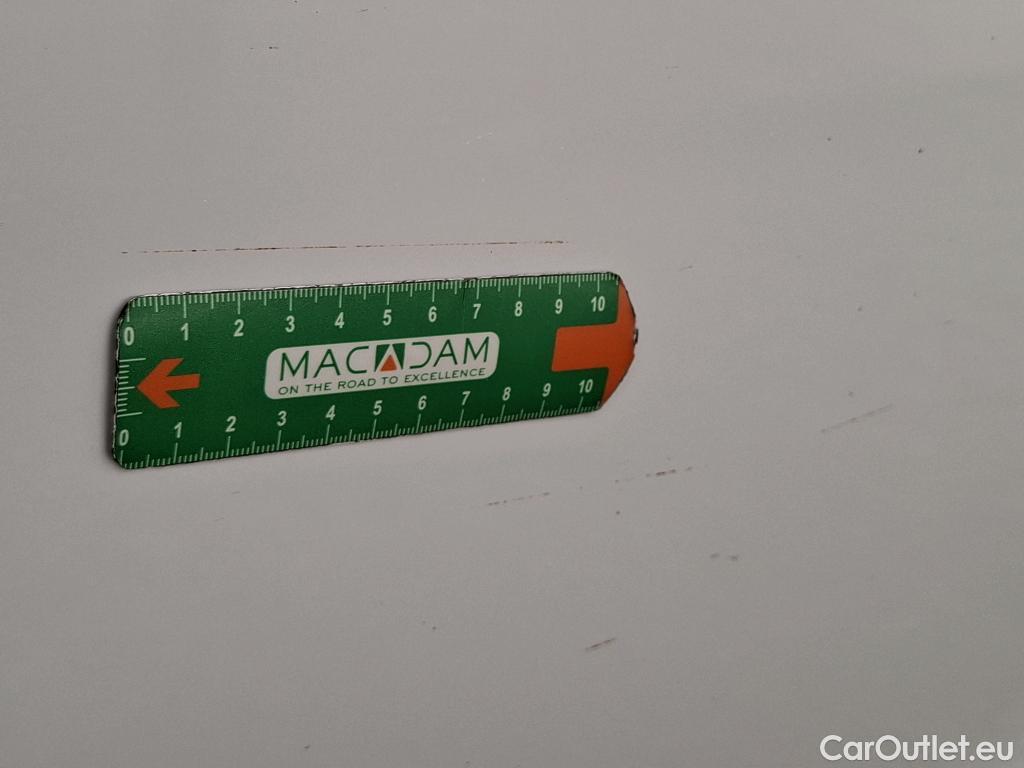 0 1 2 3 4 5 6 7 8 9 10
MACADAM
ON THE ROAD TO EXCELLENCE
0 1 2 3 4 5 6 7 8 9 10
CarOutlet.eu